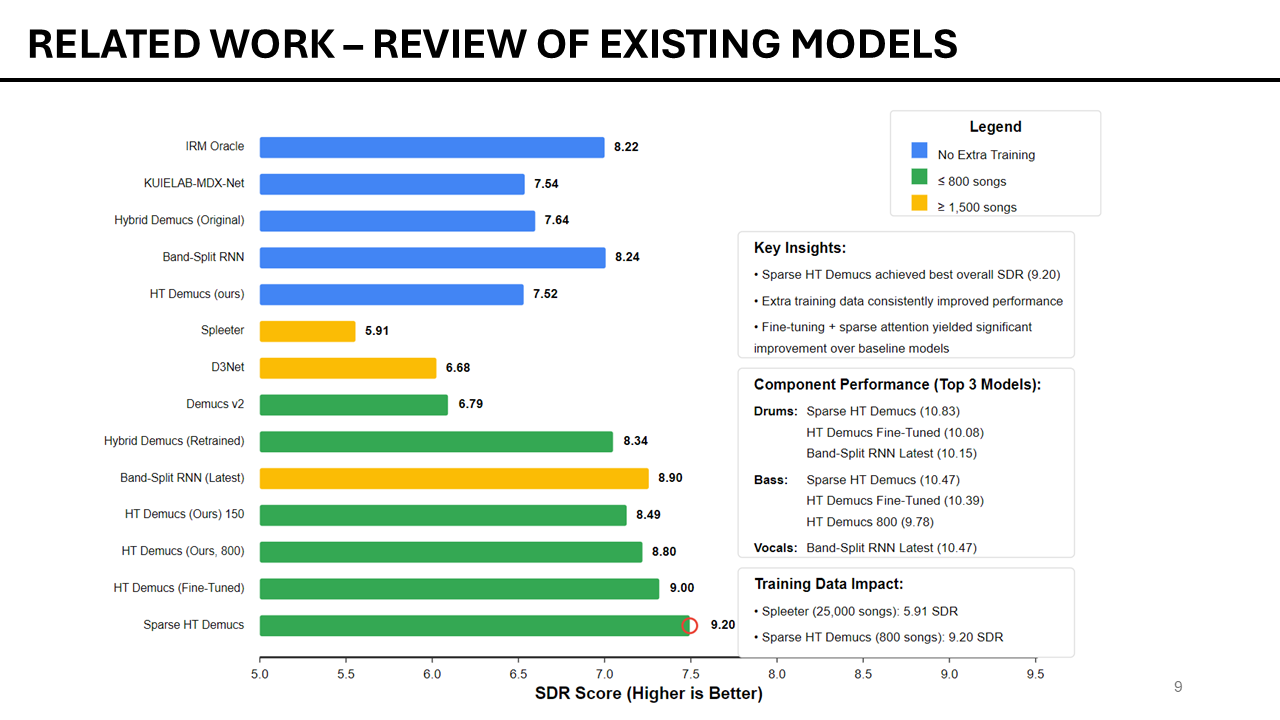 RELATED WORK – REVIEW OF EXISTING MODELS
IRM Oracle 8.22
KUIELAB-MDX-Net 7.54
Hybrid Demucs (Original) 7.64
Band-Split RNN 8.24
HT Demucs (ours) 7.52
Spleeter 5.91
D3Net 6.68
Demucs v2 6.79
Hybrid Demucs (Retrained) 8.34
Band-Split RNN (Latest) 8.90
HT Demucs (Ours) 150 8.49
HT Demucs (Ours, 800) 8.80
HT Demucs (Fine-Tuned) 9.00
Sparse HT Demucs 9.20
5.0 5.5 6.0 6.5 7.0 7.5 8.0 8.5 9.0 9.5
SDR Score (Higher is Better)
Legend
No Extra Training
≤ 800 songs
≥ 1,500 songs
Key Insights:
• Sparse HT Demucs achieved best overall SDR (9.20)
• Extra training data consistently improved performance
• Fine-tuning + sparse attention yielded significant
improvement over baseline models
Component Performance (Top 3 Models):
Drums: Sparse HT Demucs (10.83)
HT Demucs Fine-Tuned (10.08)
Band-Split RNN Latest (10.15)
Bass: Sparse HT Demucs (10.47)
HT Demucs Fine-Tuned (10.39)
HT Demucs 800 (9.78)
Vocals: Band-Split RNN Latest (10.47)
Training Data Impact:
• Spleeter (25,000 songs): 5.91 SDR
• Sparse HT Demucs (800 songs): 9.20 SDR
9